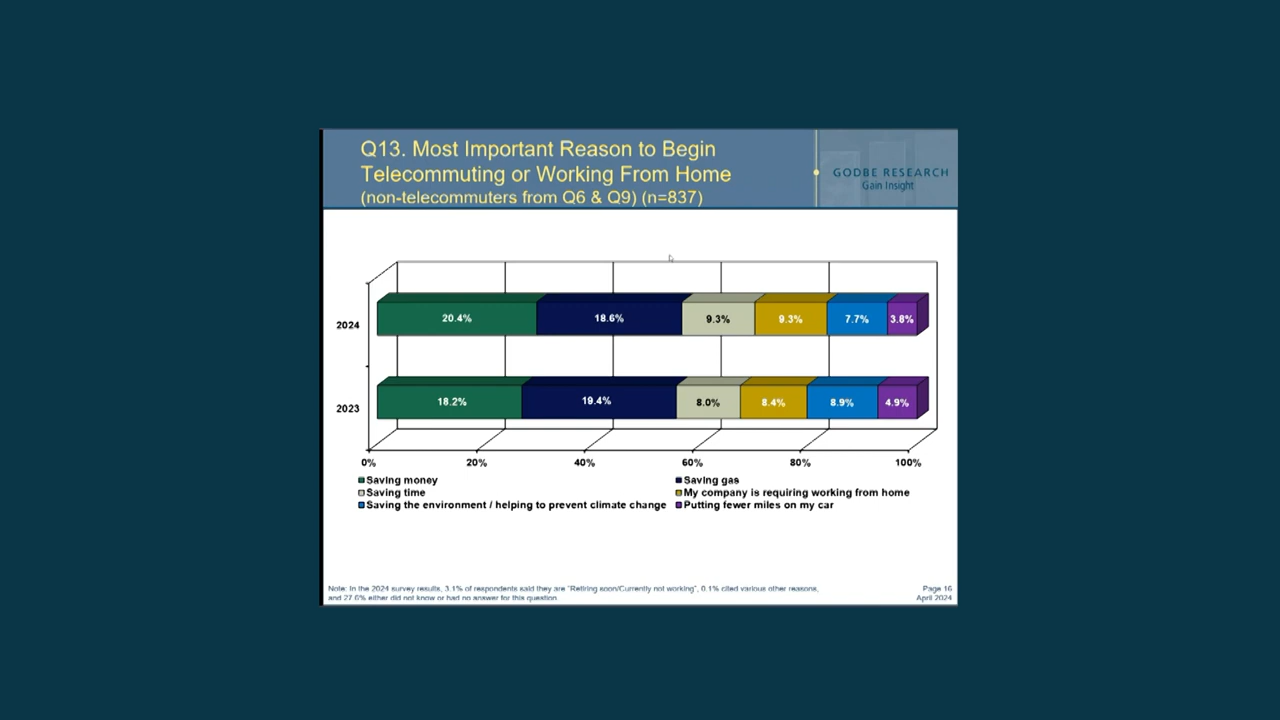 Q13. Most Important Reason to Begin
Telecommuting or Working From Home
(non-telecommuters from Q6 & Q9) (n=837)
GODBE RESEARCH
Gain Insight
2024
20.4%
18.6%
9.3%
9.3%
7.7%
3.8%
2023
18.2%
19.4%
8.0%
8.4%
8.9%
4.9%
0%
20%
40%
60%
80%
100%
Saving money
Saving gas
Saving time
My company is requiring working from home
Saving the environment / helping to prevent climate change
Putting fewer miles on my car
Note: In the 2024 survey results, 3.1% of respondents said they are "Retiring soon/Currently not working", 0.1% cited various other reasons,
and 27.6% either did not know or had no answer for this question
Page 16
April 2024